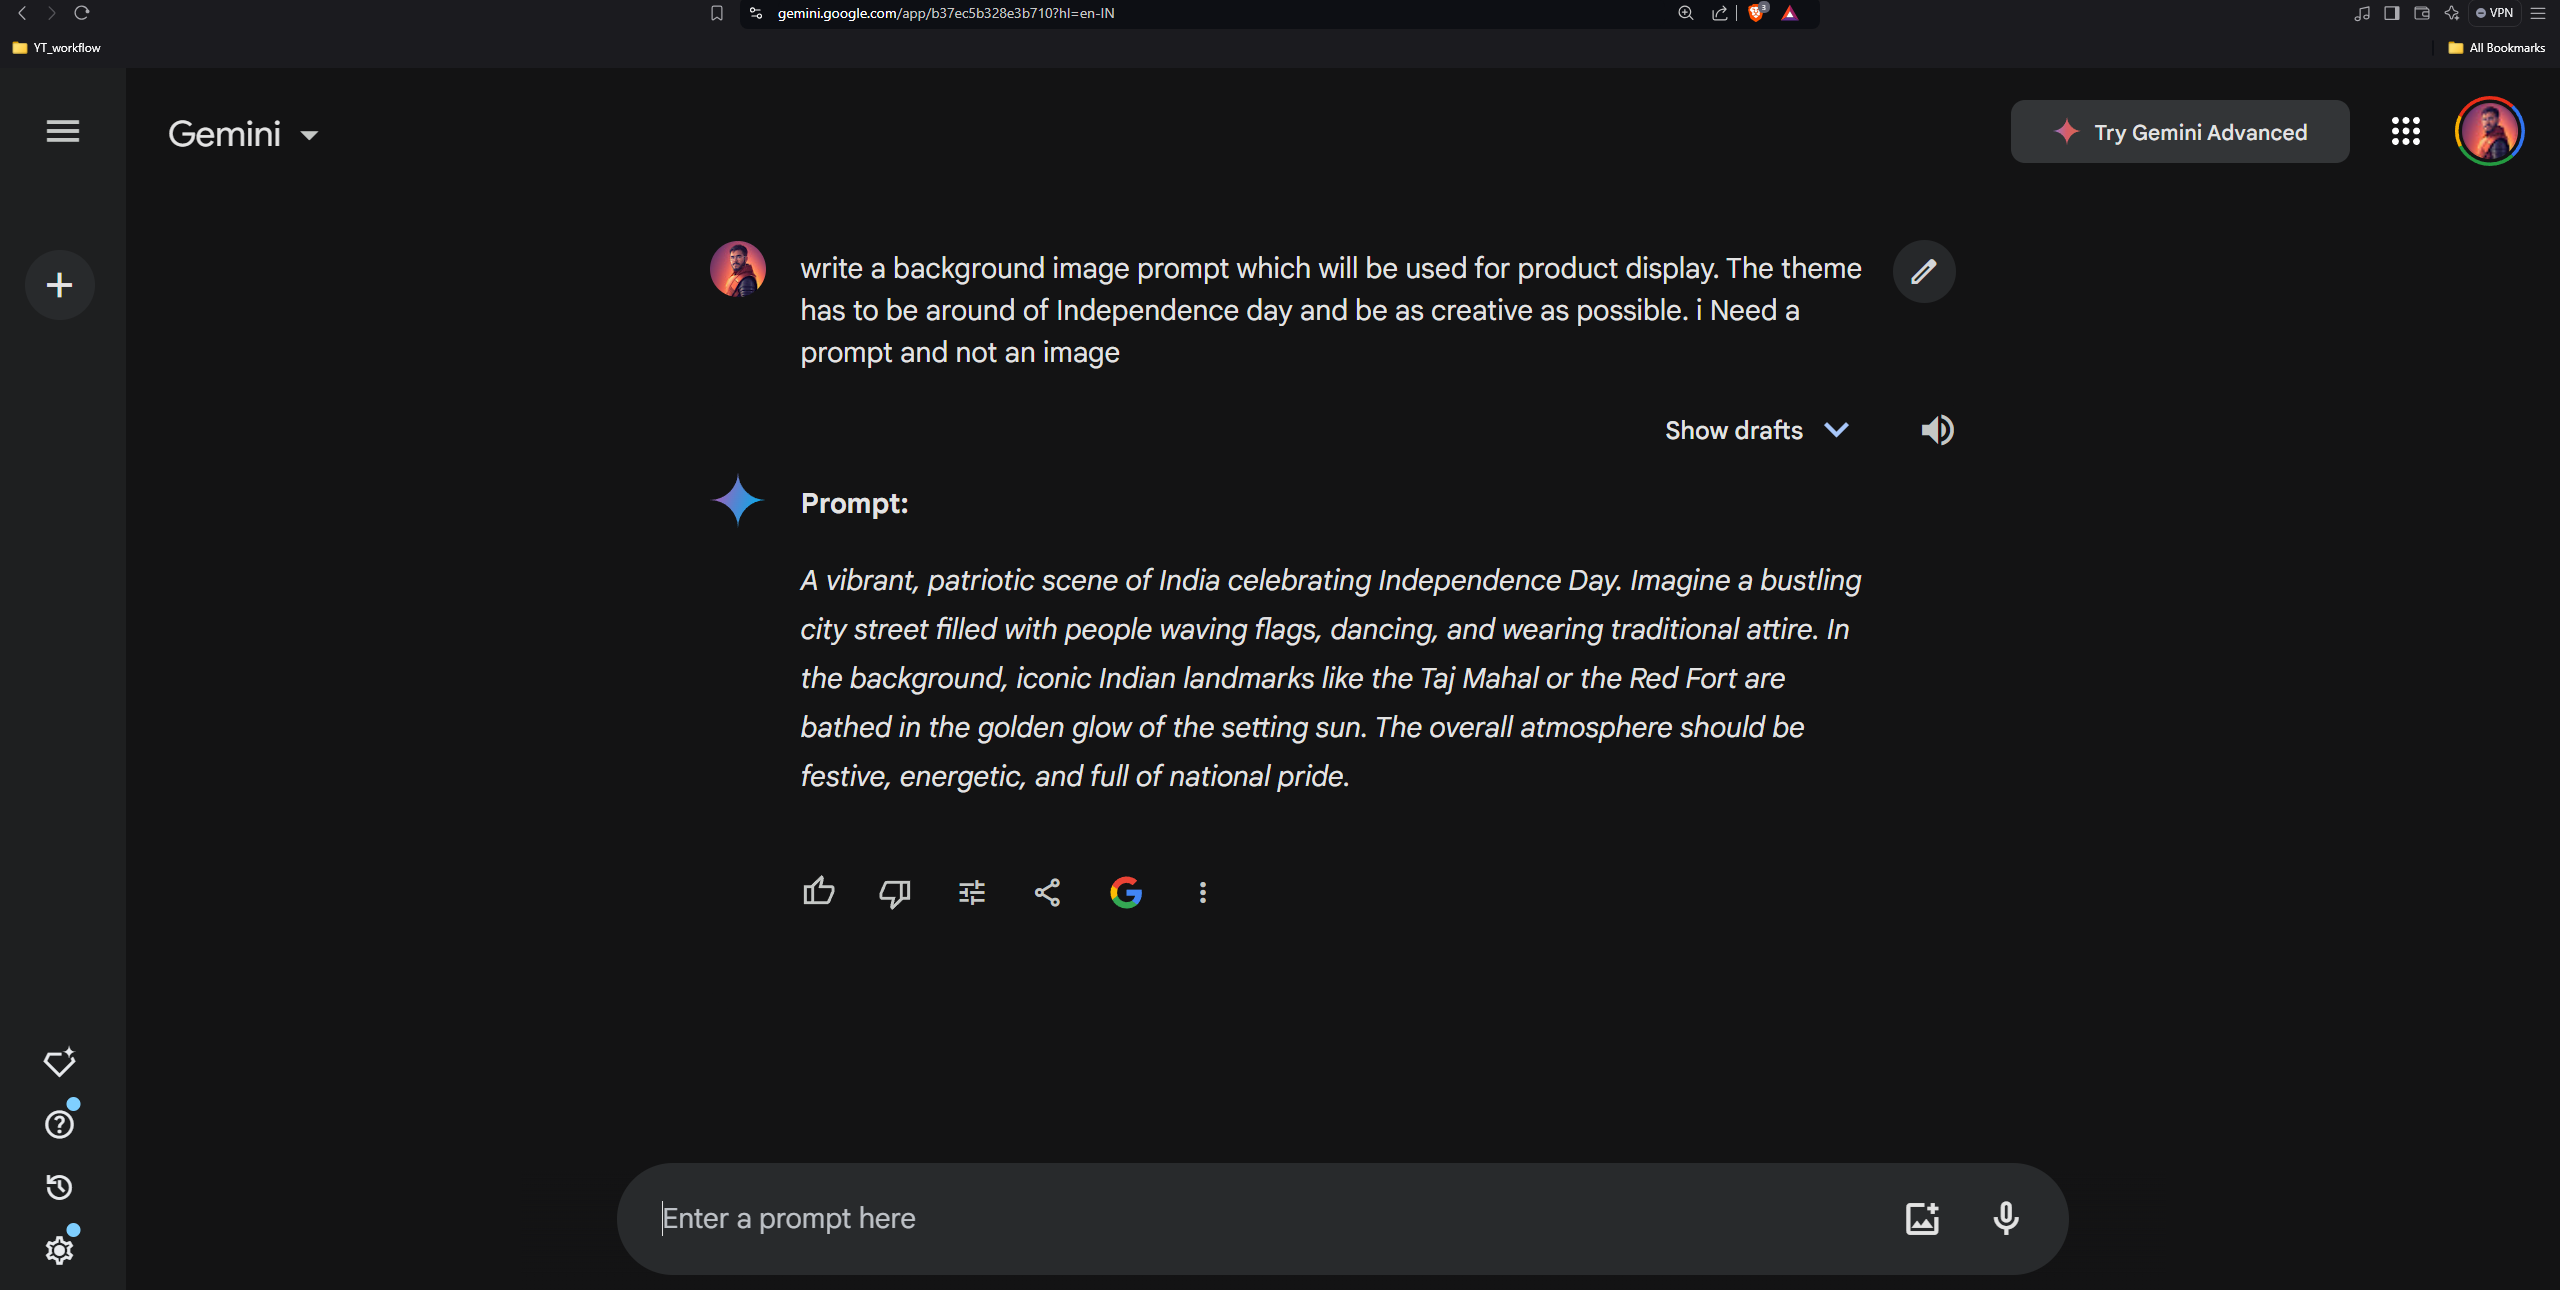 gemini.google.com/app/b37ec5b328e3b710?hl=en-IN
3
VPN
YT_workflow
All Bookmarks
Gemini
Try Gemini Advanced
write a background image prompt which will be used for product display. The theme
has to be around of Independence day and be as creative as possible. i Need a
prompt and not an image
Show drafts
Prompt:
A vibrant, patriotic scene of India celebrating Independence Day. Imagine a bustling
city street filled with people waving flags, dancing, and wearing traditional attire. In
the background, iconic Indian landmarks like the Taj Mahal or the Red Fort are
bathed in the golden glow of the setting sun. The overall atmosphere should be
festive, energetic, and full of national pride.
Enter a prompt here